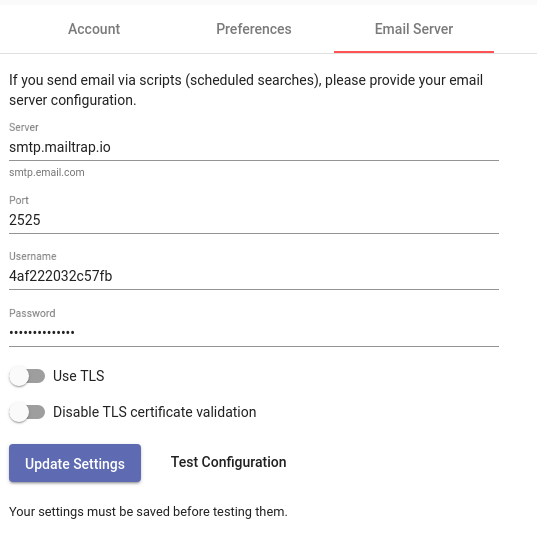 Account Preferences Email Server
If you send email via scripts (scheduled searches), please provide your email
server configuration.
Server
smtp.mailtrap.io
smtp.email.com
Port
2525
Username
4af222032c57fb
Password
••••••••••••••
Use TLS
Disable TLS certificate validation
Update Settings Test Configuration
Your settings must be saved before testing them.